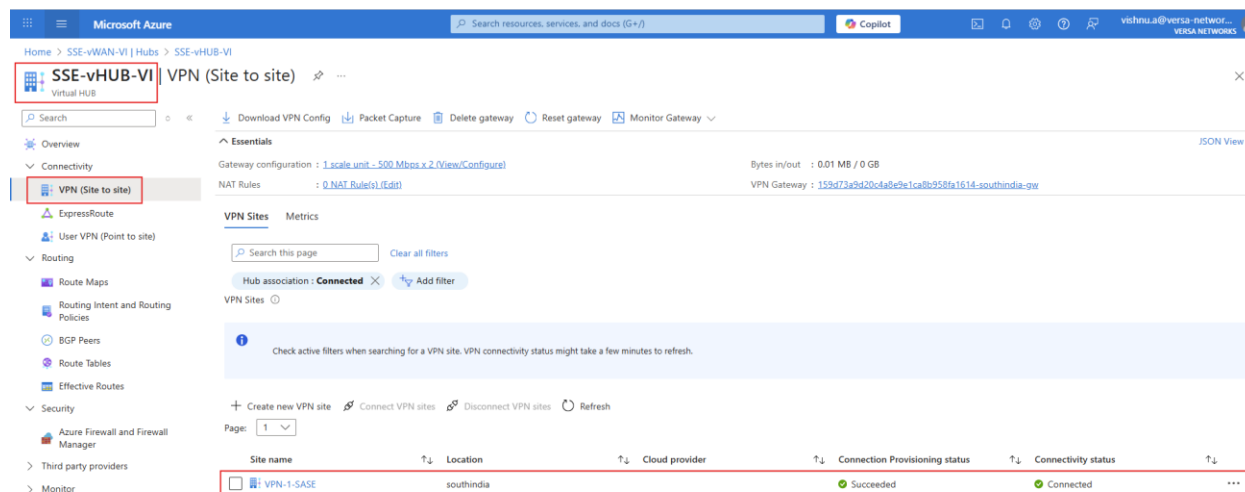 Microsoft Azure
Search resources, services, and docs (G+/)
Copilot
vishnu.a@versa-networ...
VERSA NETWORKS
Home > SSE-vWAN-VI | Hubs > SSE-vHUB-VI
SSE-vHUB-VI | VPN (Site to site)
Virtual HUB
Search
Download VPN Config
Packet Capture
Delete gateway
Reset gateway
Monitor Gateway
Overview
Connectivity
VPN (Site to site)
ExpressRoute
User VPN (Point to site)
Routing
Route Maps
Routing Intent and Routing
Policies
BGP Peers
Route Tables
Effective Routes
Security
Azure Firewall and Firewall
Manager
Third party providers
Monitor
Essentials
JSON View
Gateway configuration : 1 scale unit - 500 Mbps x 2 (View/Configure)
Bytes in/out : 0.01 MB / 0 GB
NAT Rules : 0 NAT Rule(s) (Edit)
VPN Gateway : 159d73a9d20c4a8e9e1ca8b958fa1614-southindia-gw
VPN Sites Metrics
Search this page
Clear all filters
Hub association : Connected
Add filter
VPN Sites
Check active filters when searching for a VPN site. VPN connectivity status might take a few minutes to refresh.
Create new VPN site
Connect VPN sites
Disconnect VPN sites
Refresh
Page: 1
Site name Location Cloud provider Connection Provisioning status Connectivity status
VPN-1-SASE southindia Succeeded Connected